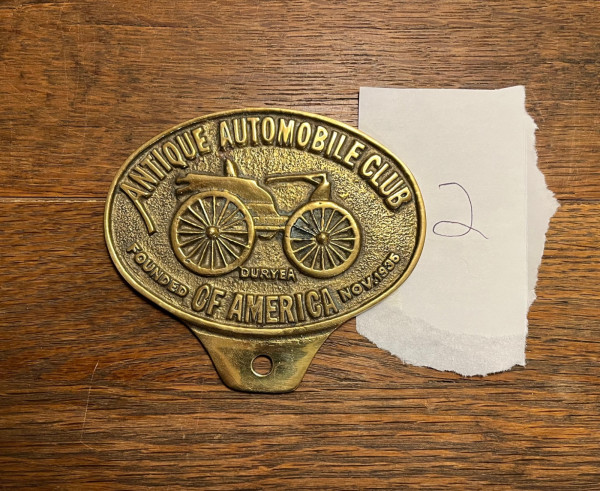 ANTIQUE AUTOMOBILE CLUB
DURYEA
FOUNDED OF AMERICA NOV. 1935
2